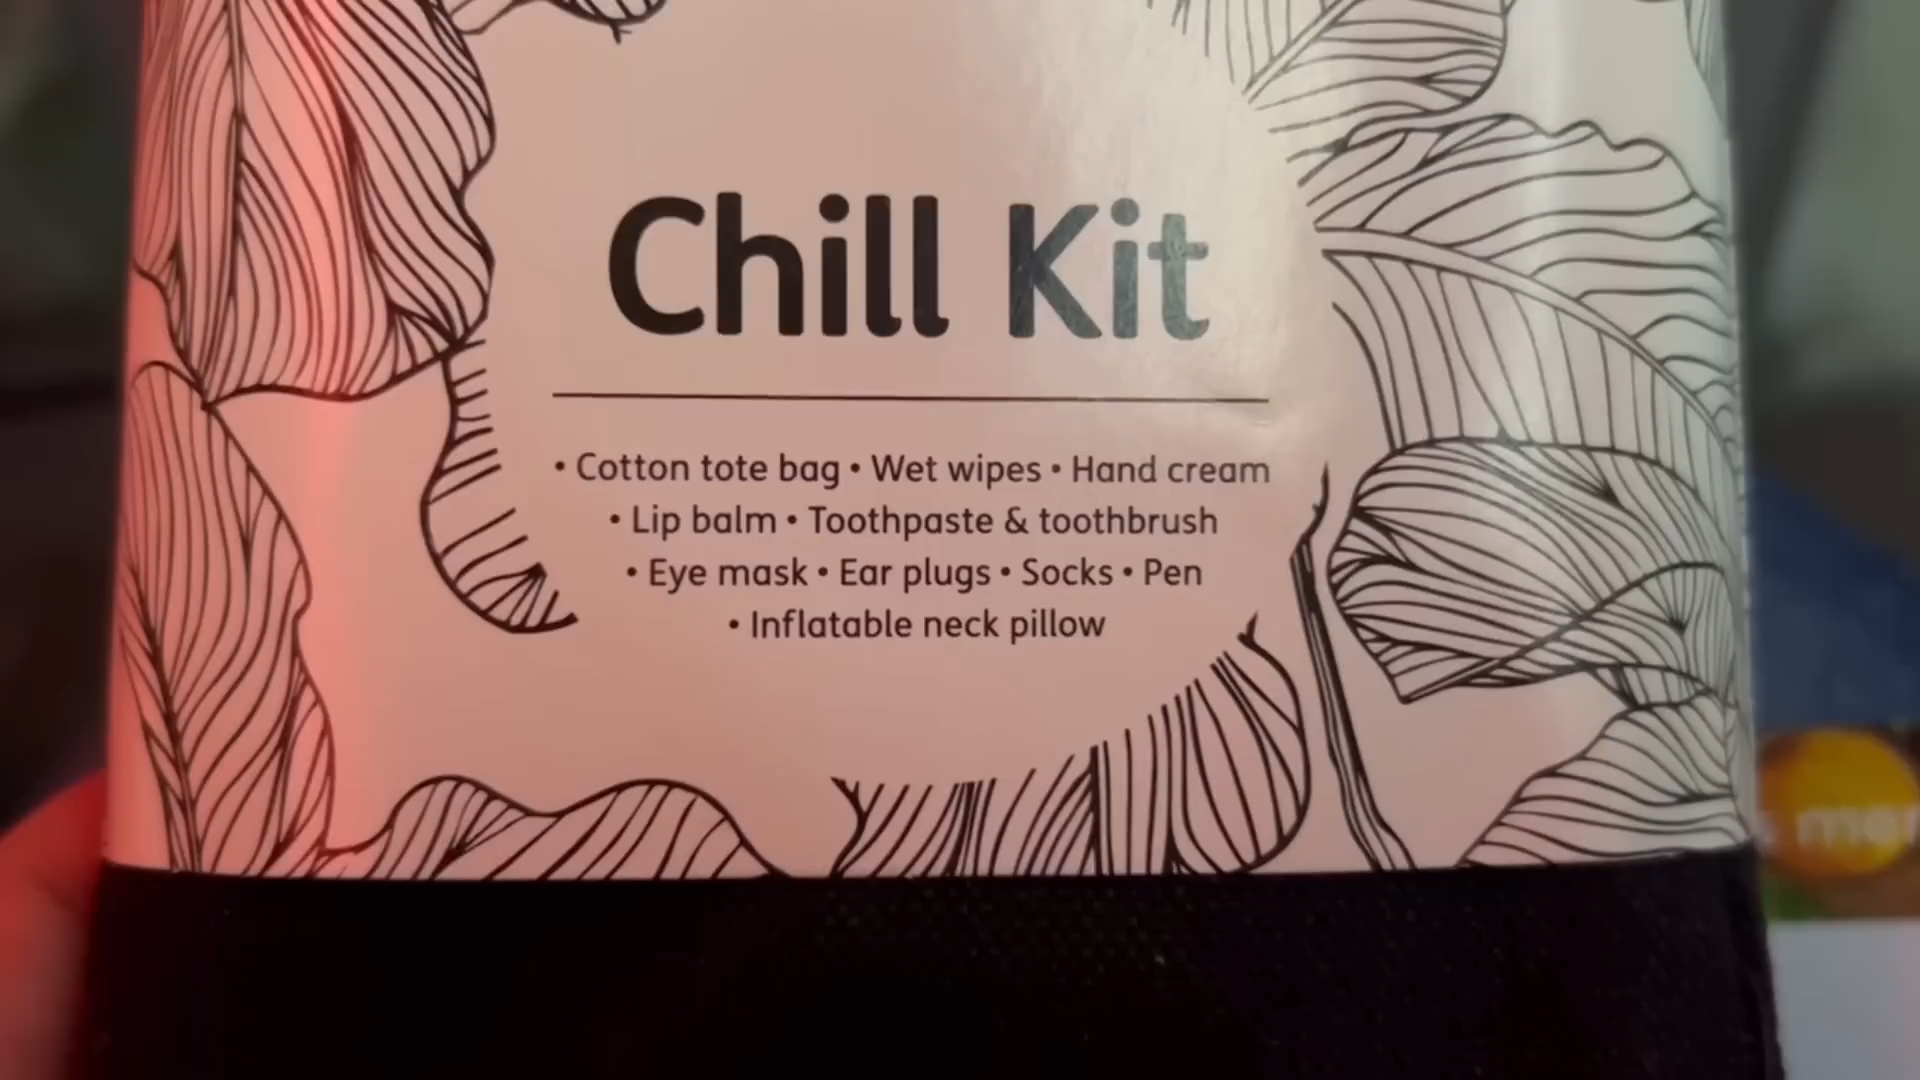 Chill Kit
• Cotton tote bag • Wet wipes • Hand cream
• Lip balm • Toothpaste & toothbrush
• Eye mask • Ear plugs • Socks • Pen
• Inflatable neck pillow